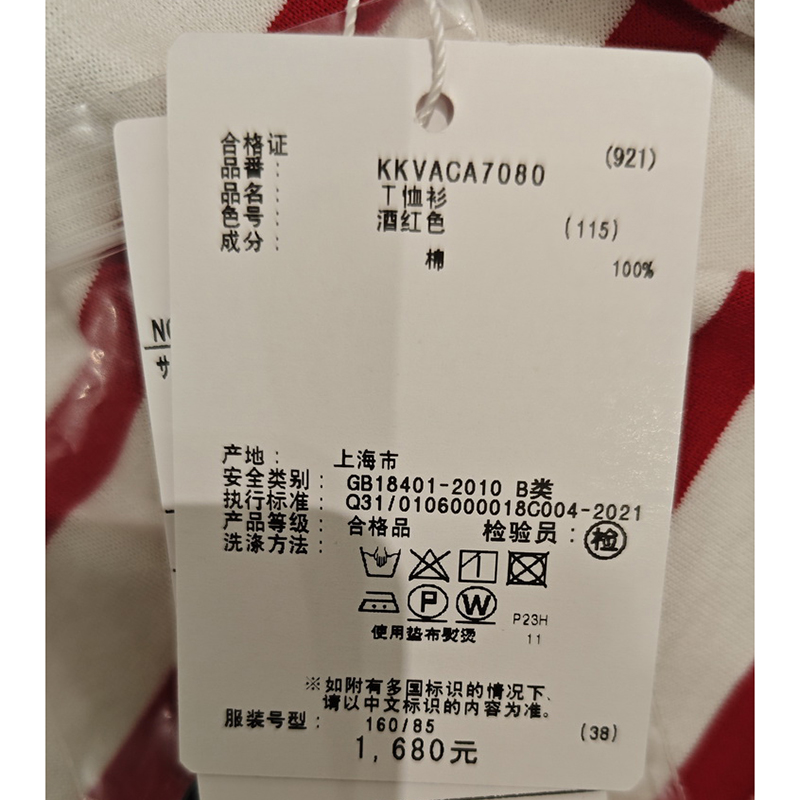 合格证
(921)
品番： KKVACA7080
品名： T恤衫
色号： 酒红色 (115)
成分： 棉 100%
产地： 上海市
安全类别： GB18401-2010 B类
执行标准： Q31/0106000018C004-2021
产品等级： 合格品 检验员：检
洗涤方法：
P W
P23H
使用垫布熨烫 11
※如附有多国标识的情况下、
请以中文标识的内容为准。
服装号型： 160/85 (38)
1,680元